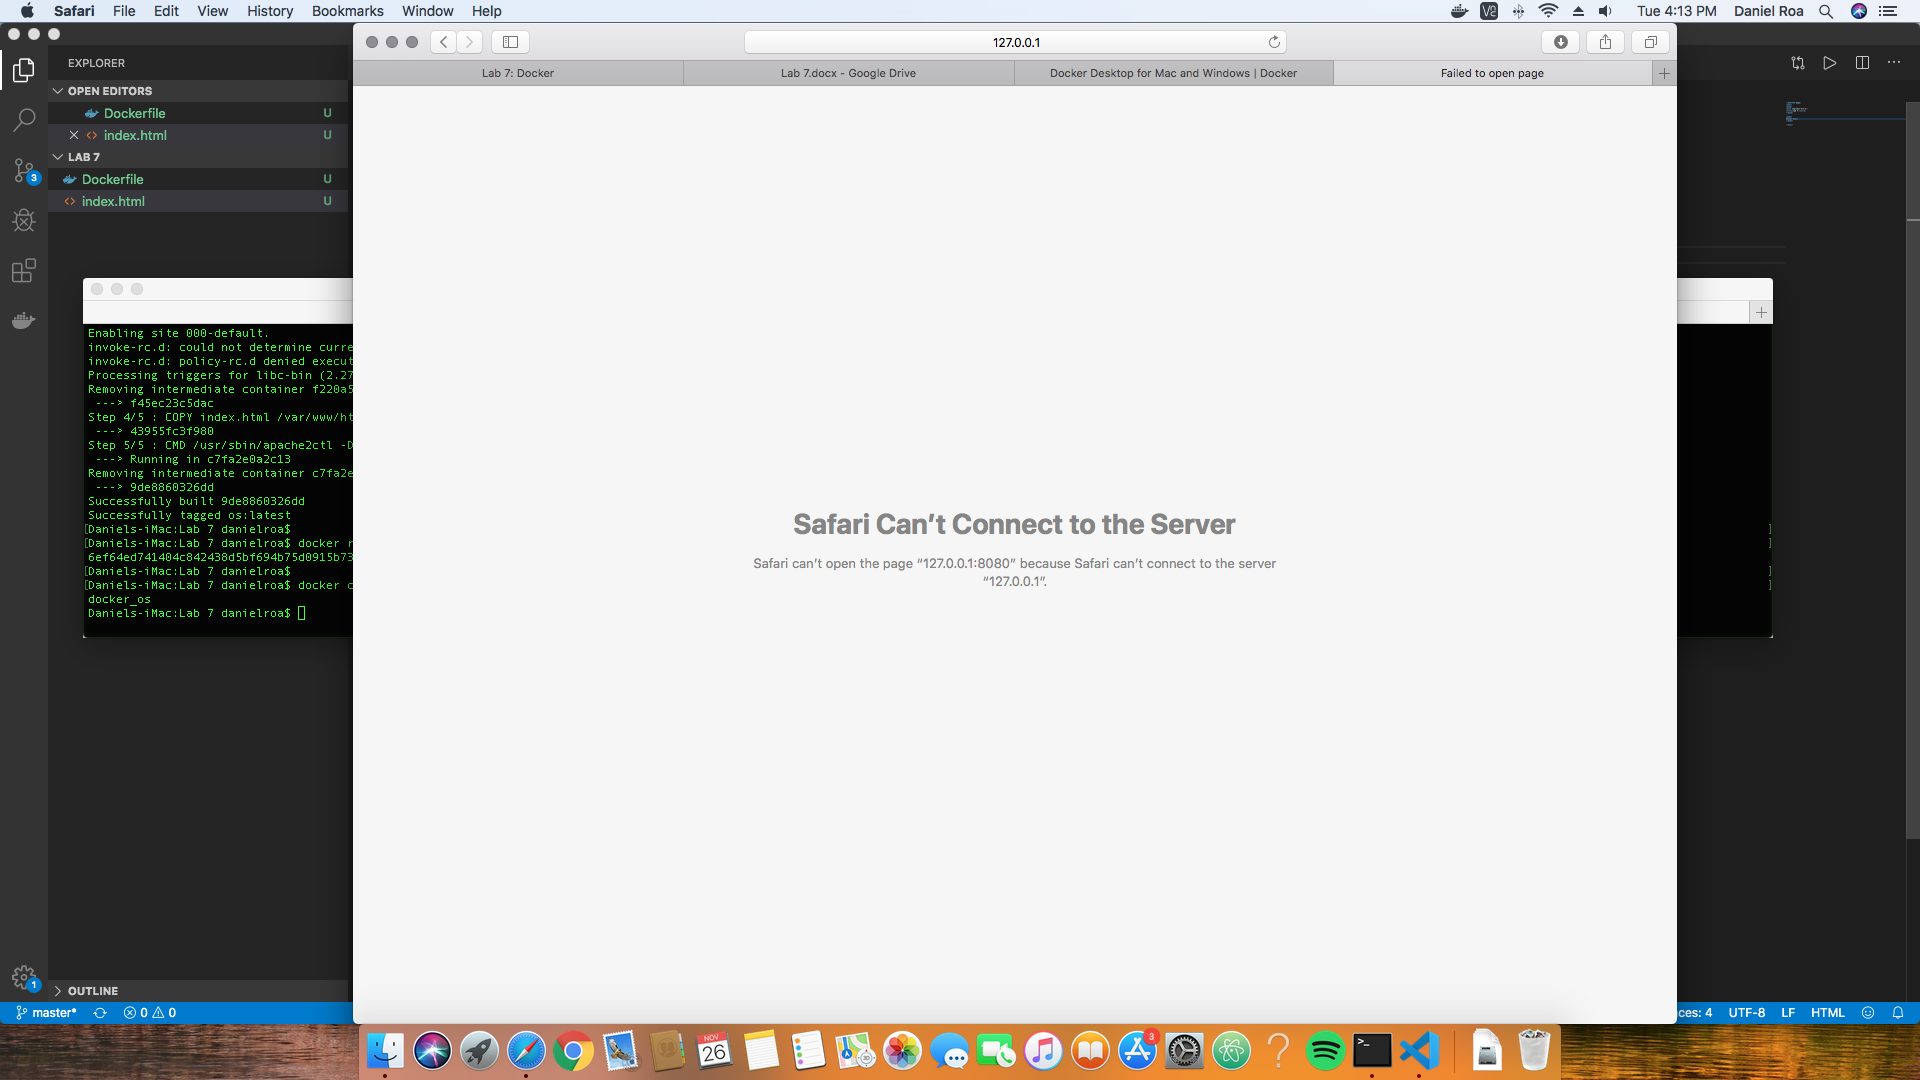 Safari File Edit View History Bookmarks Window Help
Tue 4:13 PM Daniel Roa
127.0.0.1
Lab 7: Docker
Lab 7.docx - Google Drive
Docker Desktop for Mac and Windows | Docker
Failed to open page
EXPLORER
OPEN EDITORS
Dockerfile U
index.html U
LAB 7
Dockerfile U
index.html U
3
Enabling site 000-default.
invoke-rc.d: could not determine curre
invoke-rc.d: policy-rc.d denied execut
Processing triggers for libc-bin (2.27
Removing intermediate container f220a5
---> f45ec23c5dac
Step 4/5 : COPY index.html /var/www/ht
---> 43955fc3f980
Step 5/5 : CMD /usr/sbin/apache2ctl -D
---> Running in c7fa2e0a2c13
Removing intermediate container c7fa2e
---> 9de8860326dd
Successfully built 9de8860326dd
Successfully tagged os:latest
[Daniels-iMac:Lab 7 danielroa$
[Daniels-iMac:Lab 7 danielroa$ docker r
6ef64ed741404c842438d5bf694b75d0915b73
[Daniels-iMac:Lab 7 danielroa$
[Daniels-iMac:Lab 7 danielroa$ docker c
docker_os
Daniels-iMac:Lab 7 danielroa$
Safari Can’t Connect to the Server
Safari can’t open the page “127.0.0.1:8080” because Safari can’t connect to the server
“127.0.0.1”.
1
OUTLINE
master* 0 0
ces: 4 UTF-8 LF HTML
NOV
26
3